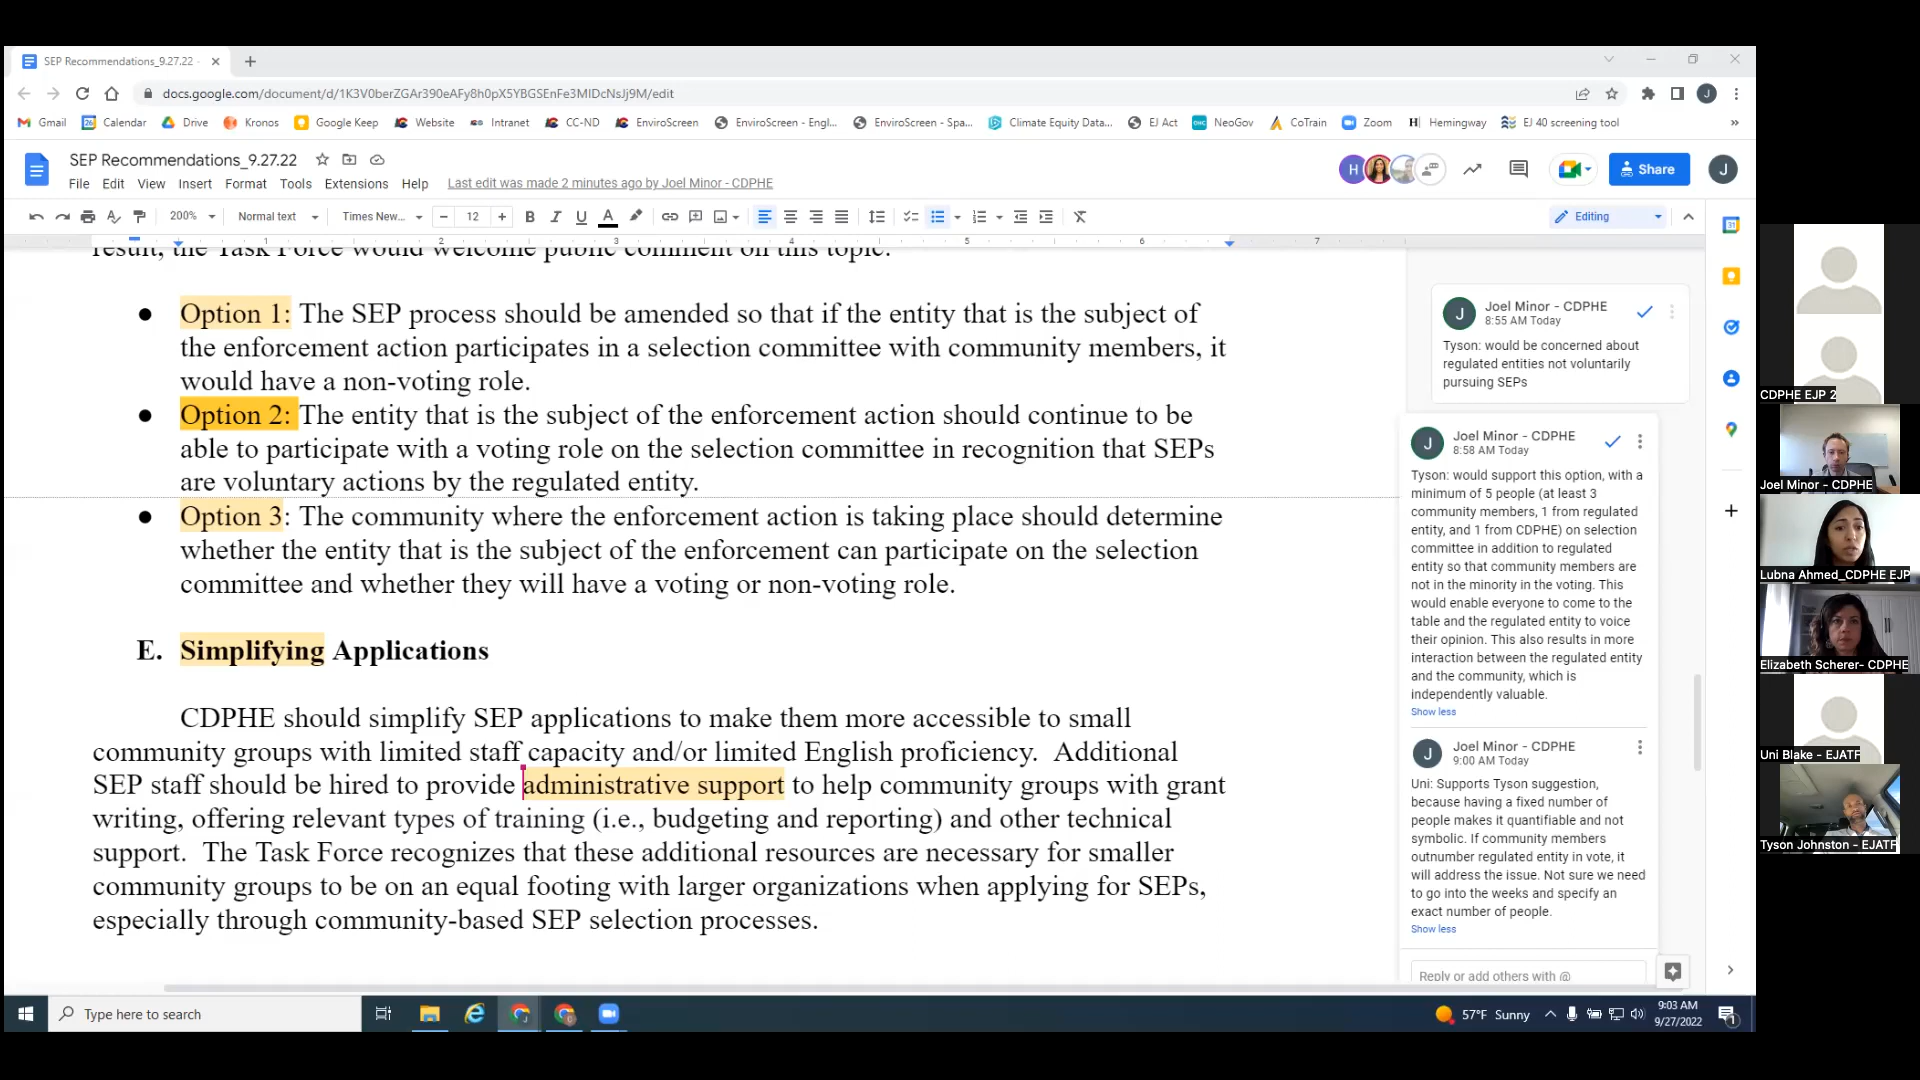 SEP Recommendations_9.27.22
docs.google.com/document/d/1K3V0berZGAr390eAFy8h0pX5YBGSEnFe3MIDcNsJj9M/edit
J
Gmail
Calendar
Drive
Kronos
Google Keep
Website
Intranet
CC-ND
EnviroScreen
EnviroScreen - Engl...
EnviroScreen - Spa...
Climate Equity Data...
EJ Act
NeoGov
CoTrain
Zoom
Hemingway
EJ 40 screening tool
»
SEP Recommendations_9.27.22
File Edit View Insert Format Tools Extensions Help
Last edit was made 2 minutes ago by Joel Minor - CDPHE
H
Share
J
200%
Normal text
Times New...
12
B I U A
Editing
1 2 3 4 5 6 7
result, the Task Force would welcome public comment on this topic.
● Option 1: The SEP process should be amended so that if the entity that is the subject of
the enforcement action participates in a selection committee with community members, it
would have a non-voting role.
● Option 2: The entity that is the subject of the enforcement action should continue to be
able to participate with a voting role on the selection committee in recognition that SEPs
are voluntary actions by the regulated entity.
● Option 3: The community where the enforcement action is taking place should determine
whether the entity that is the subject of the enforcement can participate on the selection
committee and whether they will have a voting or non-voting role.
E. Simplifying Applications
CDPHE should simplify SEP applications to make them more accessible to small
community groups with limited staff capacity and/or limited English proficiency. Additional
SEP staff should be hired to provide administrative support to help community groups with grant
writing, offering relevant types of training (i.e., budgeting and reporting) and other technical
support. The Task Force recognizes that these additional resources are necessary for smaller
community groups to be on an equal footing with larger organizations when applying for SEPs,
especially through community-based SEP selection processes.
J
Joel Minor - CDPHE
8:55 AM Today
Tyson: would be concerned about
regulated entities not voluntarily
pursuing SEPs
J
Joel Minor - CDPHE
8:58 AM Today
Tyson: would support this option, with a
minimum of 5 people (at least 3
community members, 1 from regulated
entity, and 1 from CDPHE) on selection
committee in addition to regulated
entity so that community members are
not in the minority in the voting. This
would enable everyone to come to the
table and the regulated entity to voice
their opinion. This also results in more
interaction between the regulated entity
and the community, which is
independently valuable.
Show less
J
Joel Minor - CDPHE
9:00 AM Today
Uni: Supports Tyson suggestion,
because having a fixed number of
people makes it quantifiable and not
symbolic. If community members
outnumber regulated entity in vote, it
will address the issue. Not sure we need
to go into the weeks and specify an
exact number of people.
Show less
Reply or add others with @
CDPHE EJP 2
Joel Minor - CDPHE
Lubna Ahmed_CDPHE EJP
Elizabeth Scherer- CDPHE
Uni Blake - EJATF
Tyson Johnston - EJATF
Type here to search
57°F Sunny
9:03 AM
9/27/2022